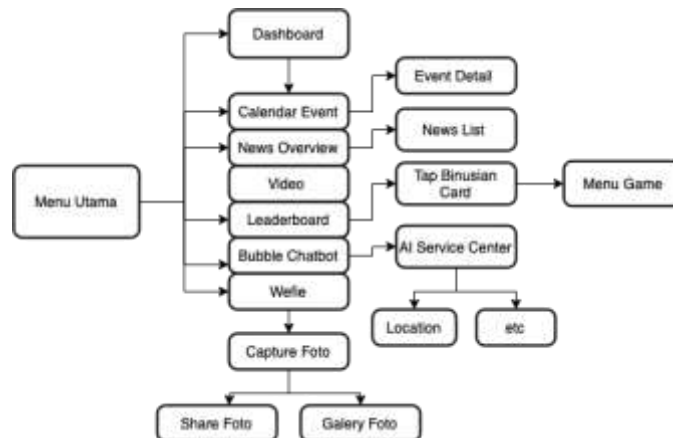 Dashboard
Event Detail
Calendar Event
News Overview
News List
Video
Tap Binusian
Card
Menu Game
Menu Utama
Leaderboard
Bubble Chatbot
AI Service Center
Wefie
Location
etc
Capture Foto
Share Foto
Galery Foto